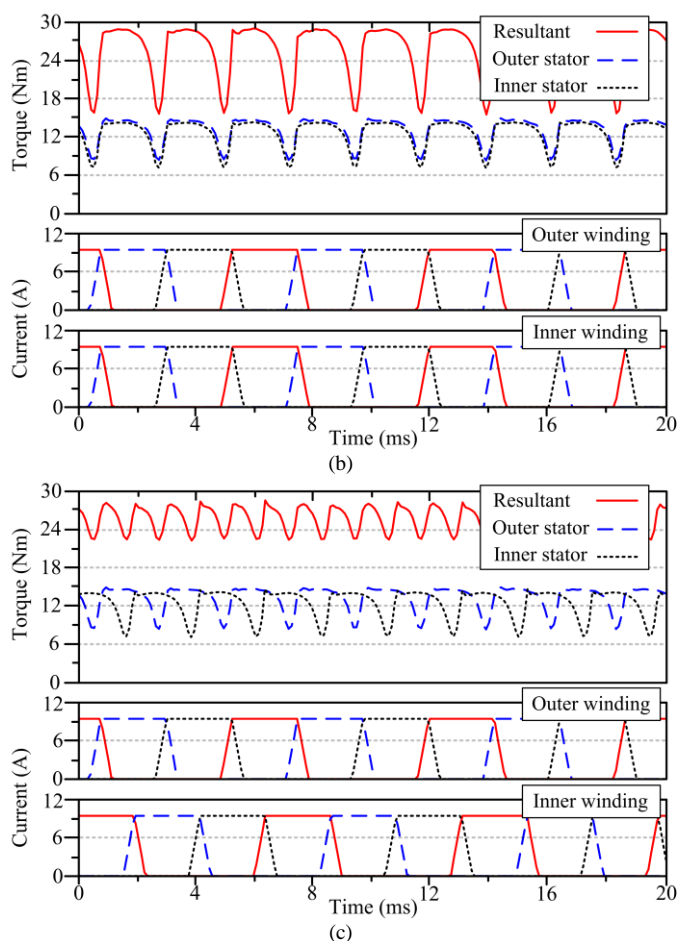 30
24
18
12
6
0
Torque (Nm)
Resultant
Outer stator
Inner stator
12
6
0
Outer winding
Current (A)
12
6
0
Inner winding
0 4 8 12 16 20
Time (ms)
(b)
30
24
18
12
6
0
Torque (Nm)
Resultant
Outer stator
Inner stator
12
6
0
Outer winding
Current (A)
12
6
0
Inner winding
0 4 8 12 16 20
Time (ms)
(c)